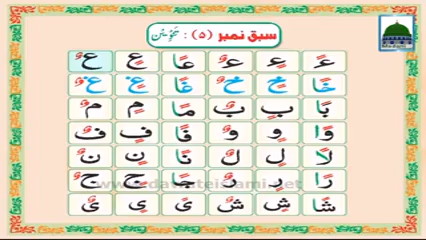 سبق نمبر (۵) : تَنْوِیْن
ءً ءٍ ءٌ عًا عٍ عٌ
خًا خٍ خٌ غًا غٍ غٌ
بًا بٍ بٌ مًا مٍ مٌ
وًا وٍ وٌ فًا فٍ فٌ
لًا لٍ لٌ نًا نٍ نٌ
www.dawateislami.net
رًا رٍ رٌ حًا حٍ حٌ
شًا شٍ شٌ یًا یٍ یٌ